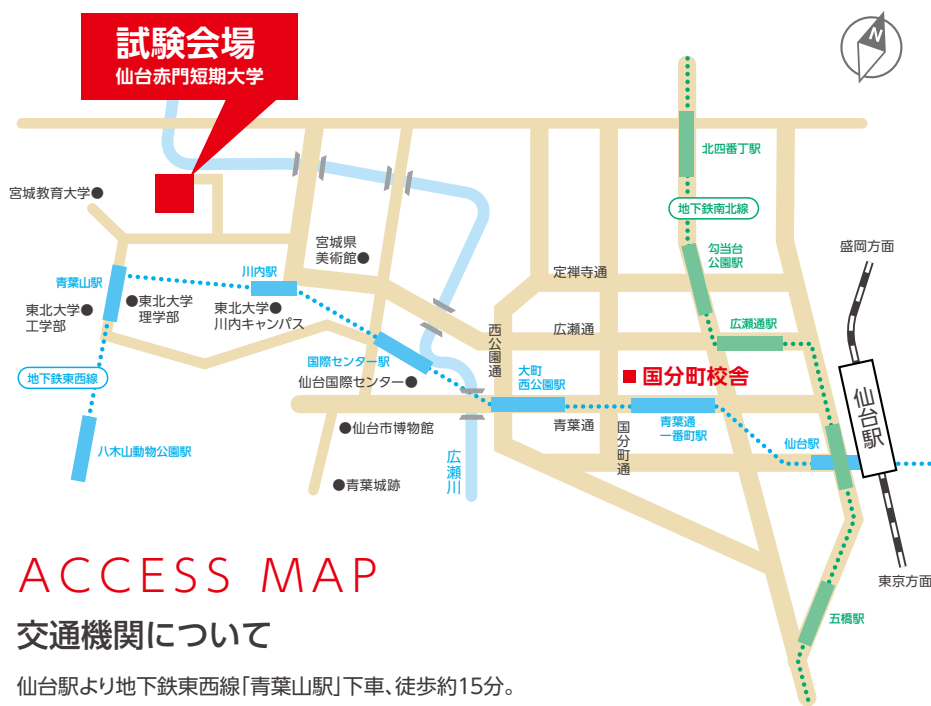 試験会場
仙台赤門短期大学
N
北四番丁駅
宮城教育大学●
地下鉄南北線
宮城県
美術館●
勾当台
公園駅
盛岡方面
川内駅
定禅寺通
青葉山駅
●東北大学
理学部
東北大学●
工学部
東北大学●
川内キャンパス
広瀬通
広瀬通駅
西公園通
国際センター駅
大町
西公園駅
■国分町校舎
地下鉄東西線
仙台国際センター●
仙台駅
●仙台市博物館
青葉通
国分町通
青葉通
一番町駅
仙台駅
八木山動物公園駅
広瀬川
●青葉城跡
東京方面
五橋駅
ACCESS MAP
交通機関について
仙台駅より地下鉄東西線「青葉山駅」下車、徒歩約15分。